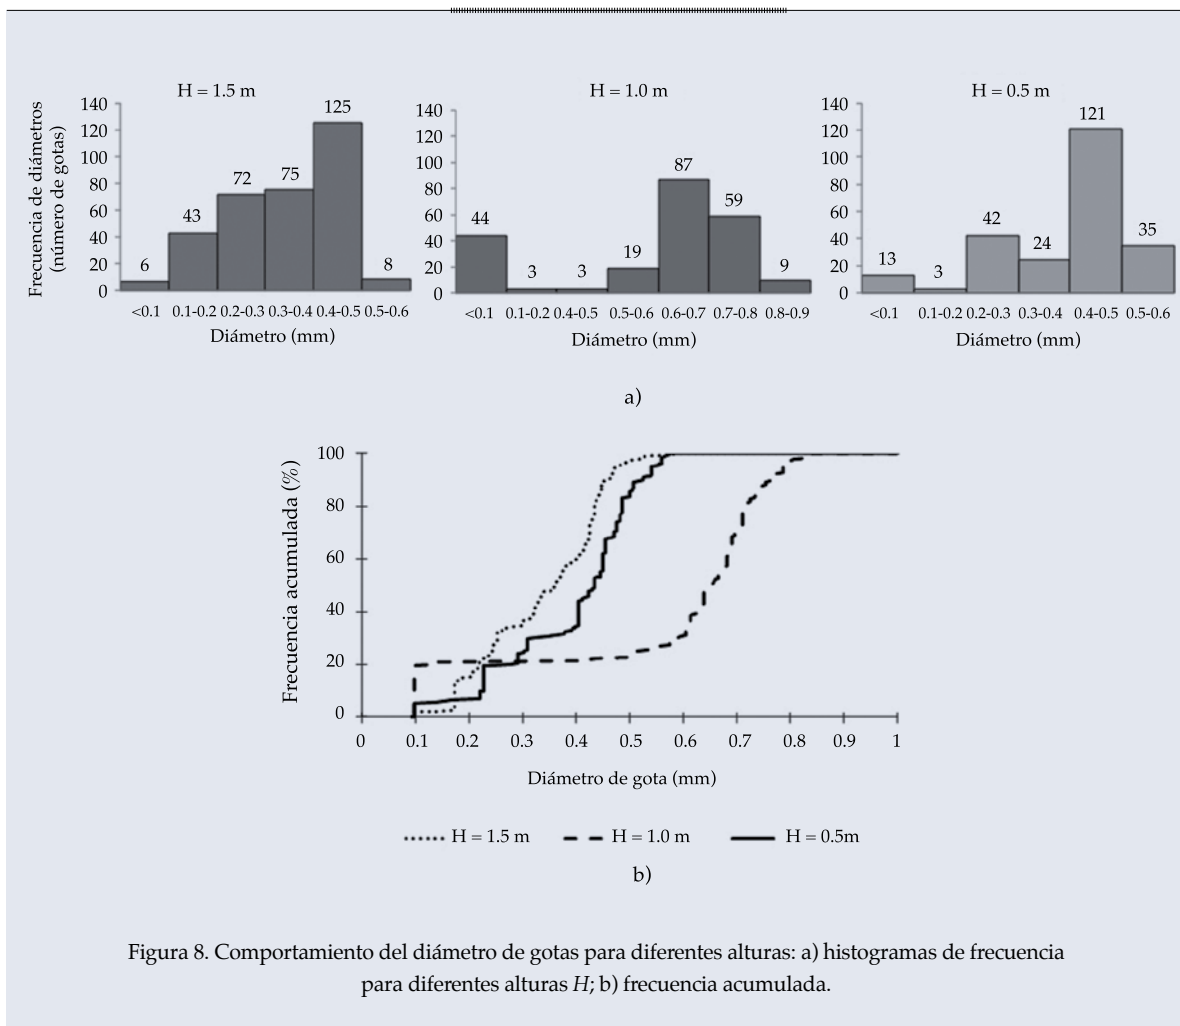 H = 1.5 m
Frecuencia de diámetros
(número de gotas)
140
120
100
80
60
40
20
0
6
43
72
75
125
8
<0.1 0.1-0.2 0.2-0.3 0.3-0.4 0.4-0.5 0.5-0.6
Diámetro (mm)
H = 1.0 m
140
120
100
80
60
40
20
0
44
3
3
19
87
59
9
<0.1 0.1-0.2 0.4-0.5 0.5-0.6 0.6-0.7 0.7-0.8 0.8-0.9
Diámetro (mm)
H = 0.5 m
140
120
100
80
60
40
20
0
13
3
42
24
121
35
<0.1 0.1-0.2 0.2-0.3 0.3-0.4 0.4-0.5 0.5-0.6
Diámetro (mm)
a)
Frecuencia acumulada (%)
100
80
60
40
20
0
0 0.1 0.2 0.3 0.4 0.5 0.6 0.7 0.8 0.9 1
Diámetro de gota (mm)
H = 1.5 m H = 1.0 m H = 0.5m
b)
Figura 8. Comportamiento del diámetro de gotas para diferentes alturas: a) histogramas de frecuencia
para diferentes alturas H; b) frecuencia acumulada.